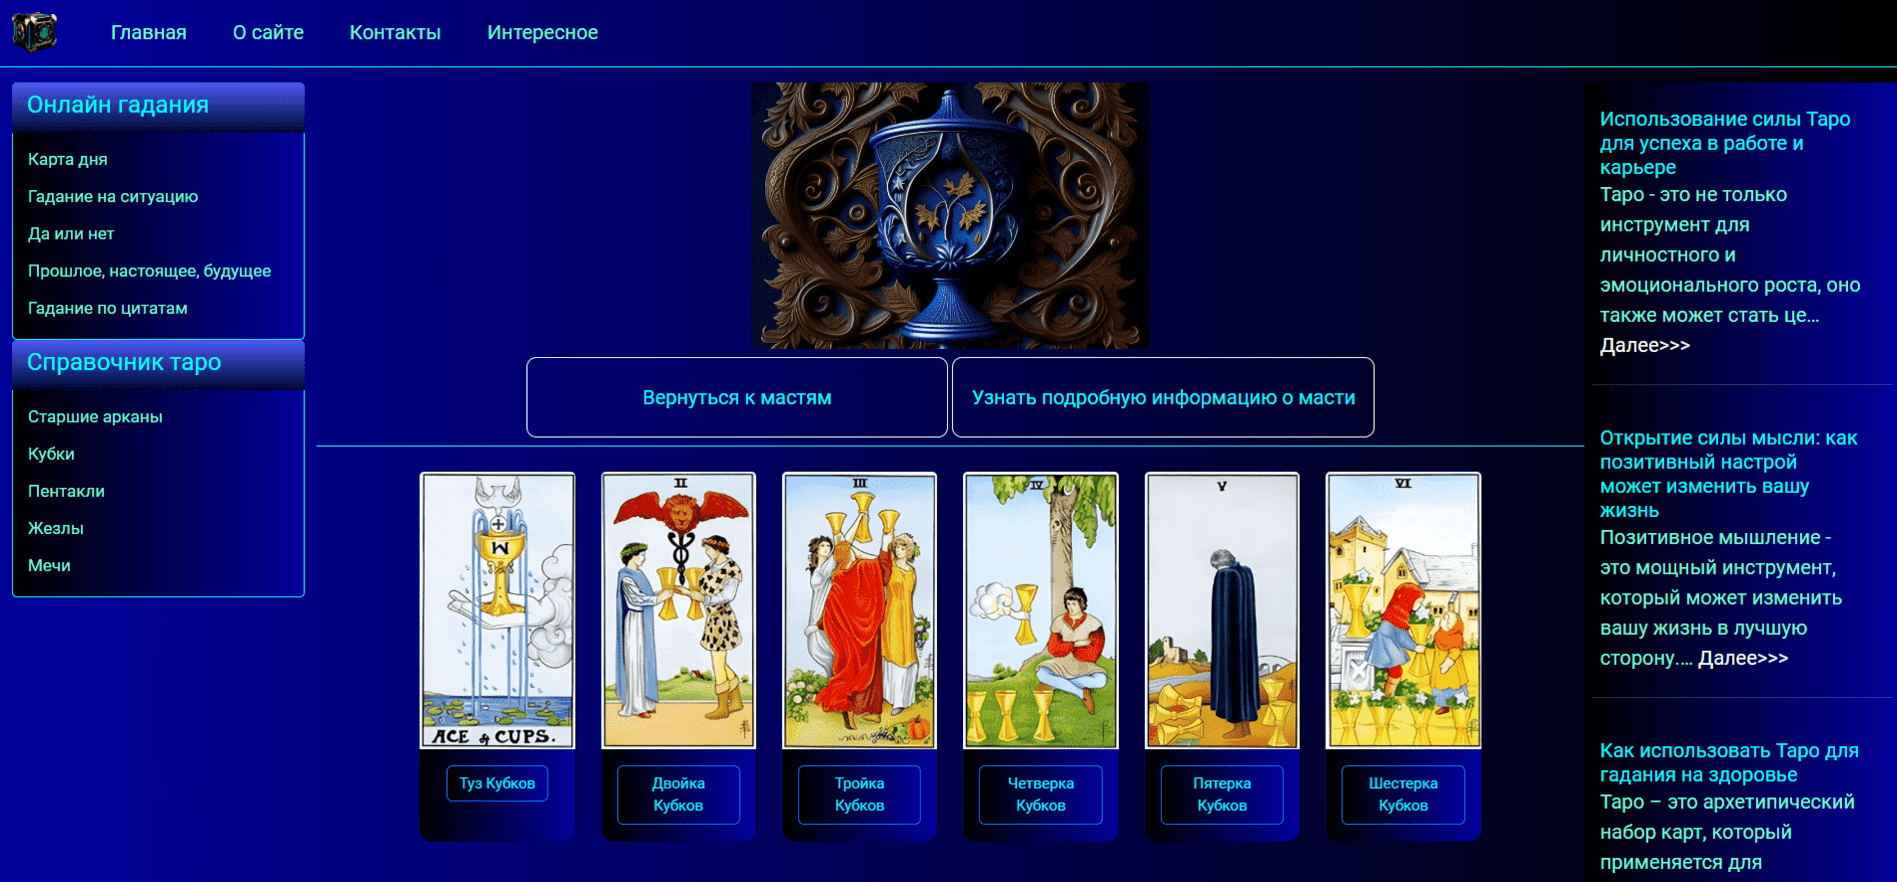 Главная О сайте Контакты Интересное
Онлайн гадания
Карта дня
Гадание на ситуацию
Да или нет
Прошлое, настоящее, будущее
Гадание по цитатам
Справочник таро
Старшие арканы
Кубки
Пентакли
Жезлы
Мечи
Вернуться к мастям
Узнать подробную информацию о масти
M
ACE of CUPS.
II
III
IV
V
VI
Туз Кубков
Двойка
Кубков
Тройка
Кубков
Четверка
Кубков
Пятерка
Кубков
Шестерка
Кубков
Использование силы Таро
для успеха в работе и
карьере
Таро - это не только
инструмент для
личностного и
эмоционального роста, оно
также может стать це...
Далее>>>
Открытие силы мысли: как
позитивный настрой
может изменить вашу
жизнь
Позитивное мышление -
это мощный инструмент,
который может изменить
вашу жизнь в лучшую
сторону.... Далее>>>
Как использовать Таро для
гадания на здоровье
Таро – это архетипический
набор карт, который
применяется для